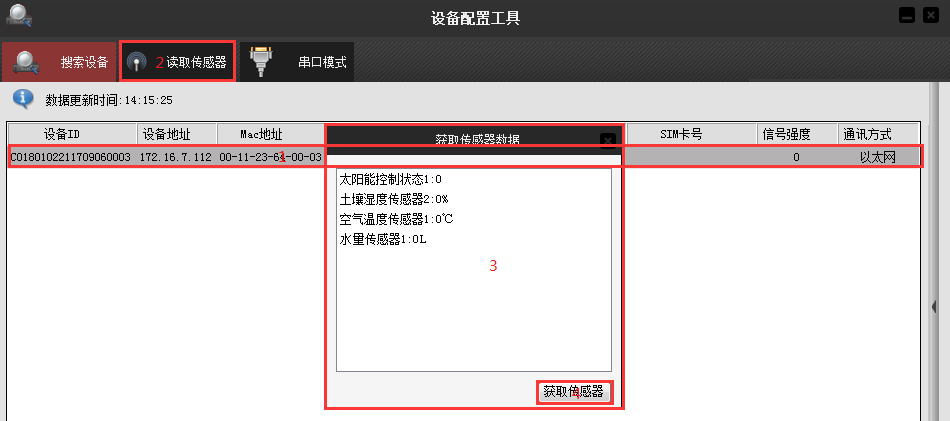 设备配置工具
搜索设备
2 读取传感器
串口模式
数据更新时间:14:15:25
设备ID 设备地址 Mac地址 SIM卡号 信号强度 通讯方式
C0180102211709060003 172.16.7.112 00-11-23-61-00-03 0 以太网
获取传感器数据
太阳能控制状态1:0
土壤湿度传感器2:0%
空气温度传感器1:0℃
水量传感器1:0L
3
获取传感器